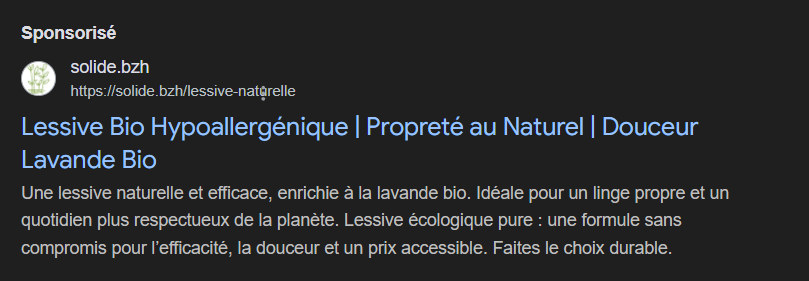 Sponsorisé
solide.bzh
https://solide.bzh/lessive-naturelle
Lessive Bio Hypoallergénique | Propreté au Naturel | Douceur
Lavande Bio
Une lessive naturelle et efficace, enrichie à la lavande bio. Idéale pour un linge propre et un
quotidien plus respectueux de la planète. Lessive écologique pure : une formule sans
compromis pour l’efficacité, la douceur et un prix accessible. Faites le choix durable.